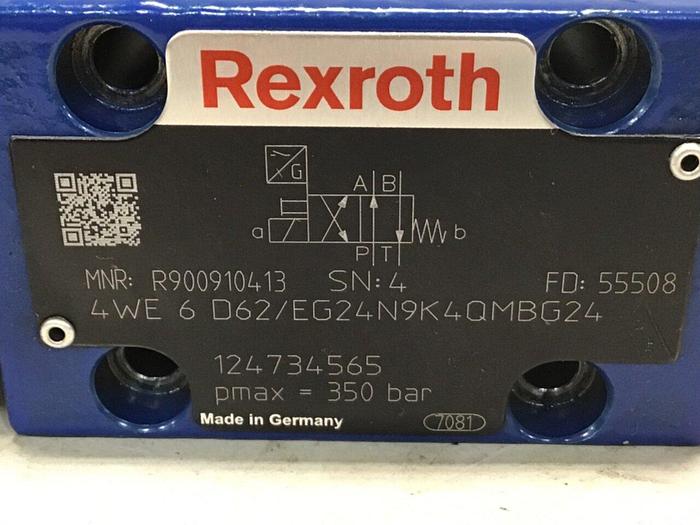 Rexroth
G
A B
a b
P T
MNR: R900910413 SN: 4 FD: 55508
4WE 6 D62/EG24N9K4QMBG24
124734565
pmax = 350 bar
Made in Germany 7081